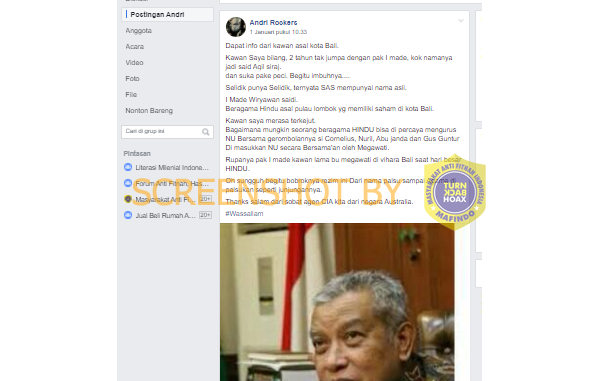 Postingan Andri
Anggota
Acara
Video
Foto
File
Nonton Bareng
Cari di grup ini
Pintasan
Literasi Milenial Indone...
Forum Anti Fitnah, Has...
20+
Masyarakat Anti Fi...
20+
Jual Beli Rumah A...
20+
Andri Rookers
1 Januari pukul 10.33
Dapat info dari kawan asal kota Bali.
Kawan Saya bilang, 2 tahun tak jumpa dengan pak I made, kok namanya
jadi said Aqil siraj,
dan suka pake peci. Begitu imbuhnya....
Selidik punya Selidik, ternyata SAS mempunyai nama asli.
I Made Wiryawan saidi.
Beragama Hindu asal pulau lombok yg memiliki saham di kota Bali.
Kawan saya merasa terkejut.
Bagaimana mungkin seorang beragama HINDU bisa di percaya mengurus
NU Bersama gerombolannya si Cornelius, Nuril, Abu janda dan Gus Guntur
Di masukkan NU secara Bersama'an oleh Megawati.
Rupanya pak I made kawan lama bu megawati di vihara Bali saat hari besar
HINDU.
Oh sungguh begitu bobroknya rezim ini Dari nama palsu sampai
palsukan seperti junjungannya.
Thanks salam dari sobat agen CIA kita dari negara Australia.
#Wassallam
SCREENSHOT BY
MASYARAKAT ANTI FITNAH INDONESIA
TURN
BACK
HOAX
MAFINDO